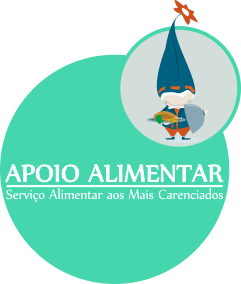 APOIO ALIMENTAR
Serviço Alimentar aos Mais Carenciados